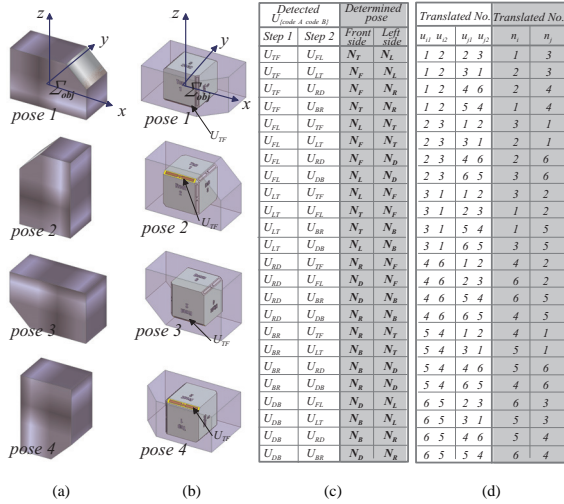 z
y
Σobj
x
pose 1
pose 2
pose 3
pose 4
(a)
z
y
Σobj
x
pose 1
UTF
UTF
pose 2
pose 3
UTF
UTF
pose 4
(b)
Detected Determined
U{code A code B} pose
Step 1 Step 2 Front side Left side
UTF UFL NT NL
UTF ULT NF NL
UTF URD NF NR
UTF UBR NT NR
UFL UTF NL NT
UFL ULT NF NT
UFL URD NF ND
UFL UDB NL ND
ULT UTF NL NF
ULT UFL NT NF
ULT UBR NT NB
ULT UDB NL NB
URD UTF NR NF
URD UFL ND NF
URD UBR ND NB
URD UDB NR NB
UBR UTF NR NT
UBR ULT NB NT
UBR URD NB ND
UBR UDB NR ND
UDB UFL ND NL
UDB ULT NB NL
UDB URD NB NR
UDB UBR ND NR
(c)
Translated No. Translated No.
ui1 ui2 uj1 uj2 ni nj
1 2 2 3 1 3
1 2 3 1 2 3
1 2 4 6 2 4
1 2 5 4 1 4
2 3 1 2 3 1
2 3 3 1 2 1
2 3 4 6 2 6
2 3 6 5 3 6
3 1 1 2 3 2
3 1 2 3 1 2
3 1 5 4 1 5
3 1 6 5 3 5
4 6 1 2 4 2
4 6 2 3 6 2
4 6 5 4 6 5
4 6 6 5 4 5
5 4 1 2 4 1
5 4 3 1 5 1
5 4 4 6 5 6
5 4 6 5 4 6
6 5 2 3 6 3
6 5 3 1 5 3
6 5 4 6 5 4
6 5 5 4 6 4
(d)